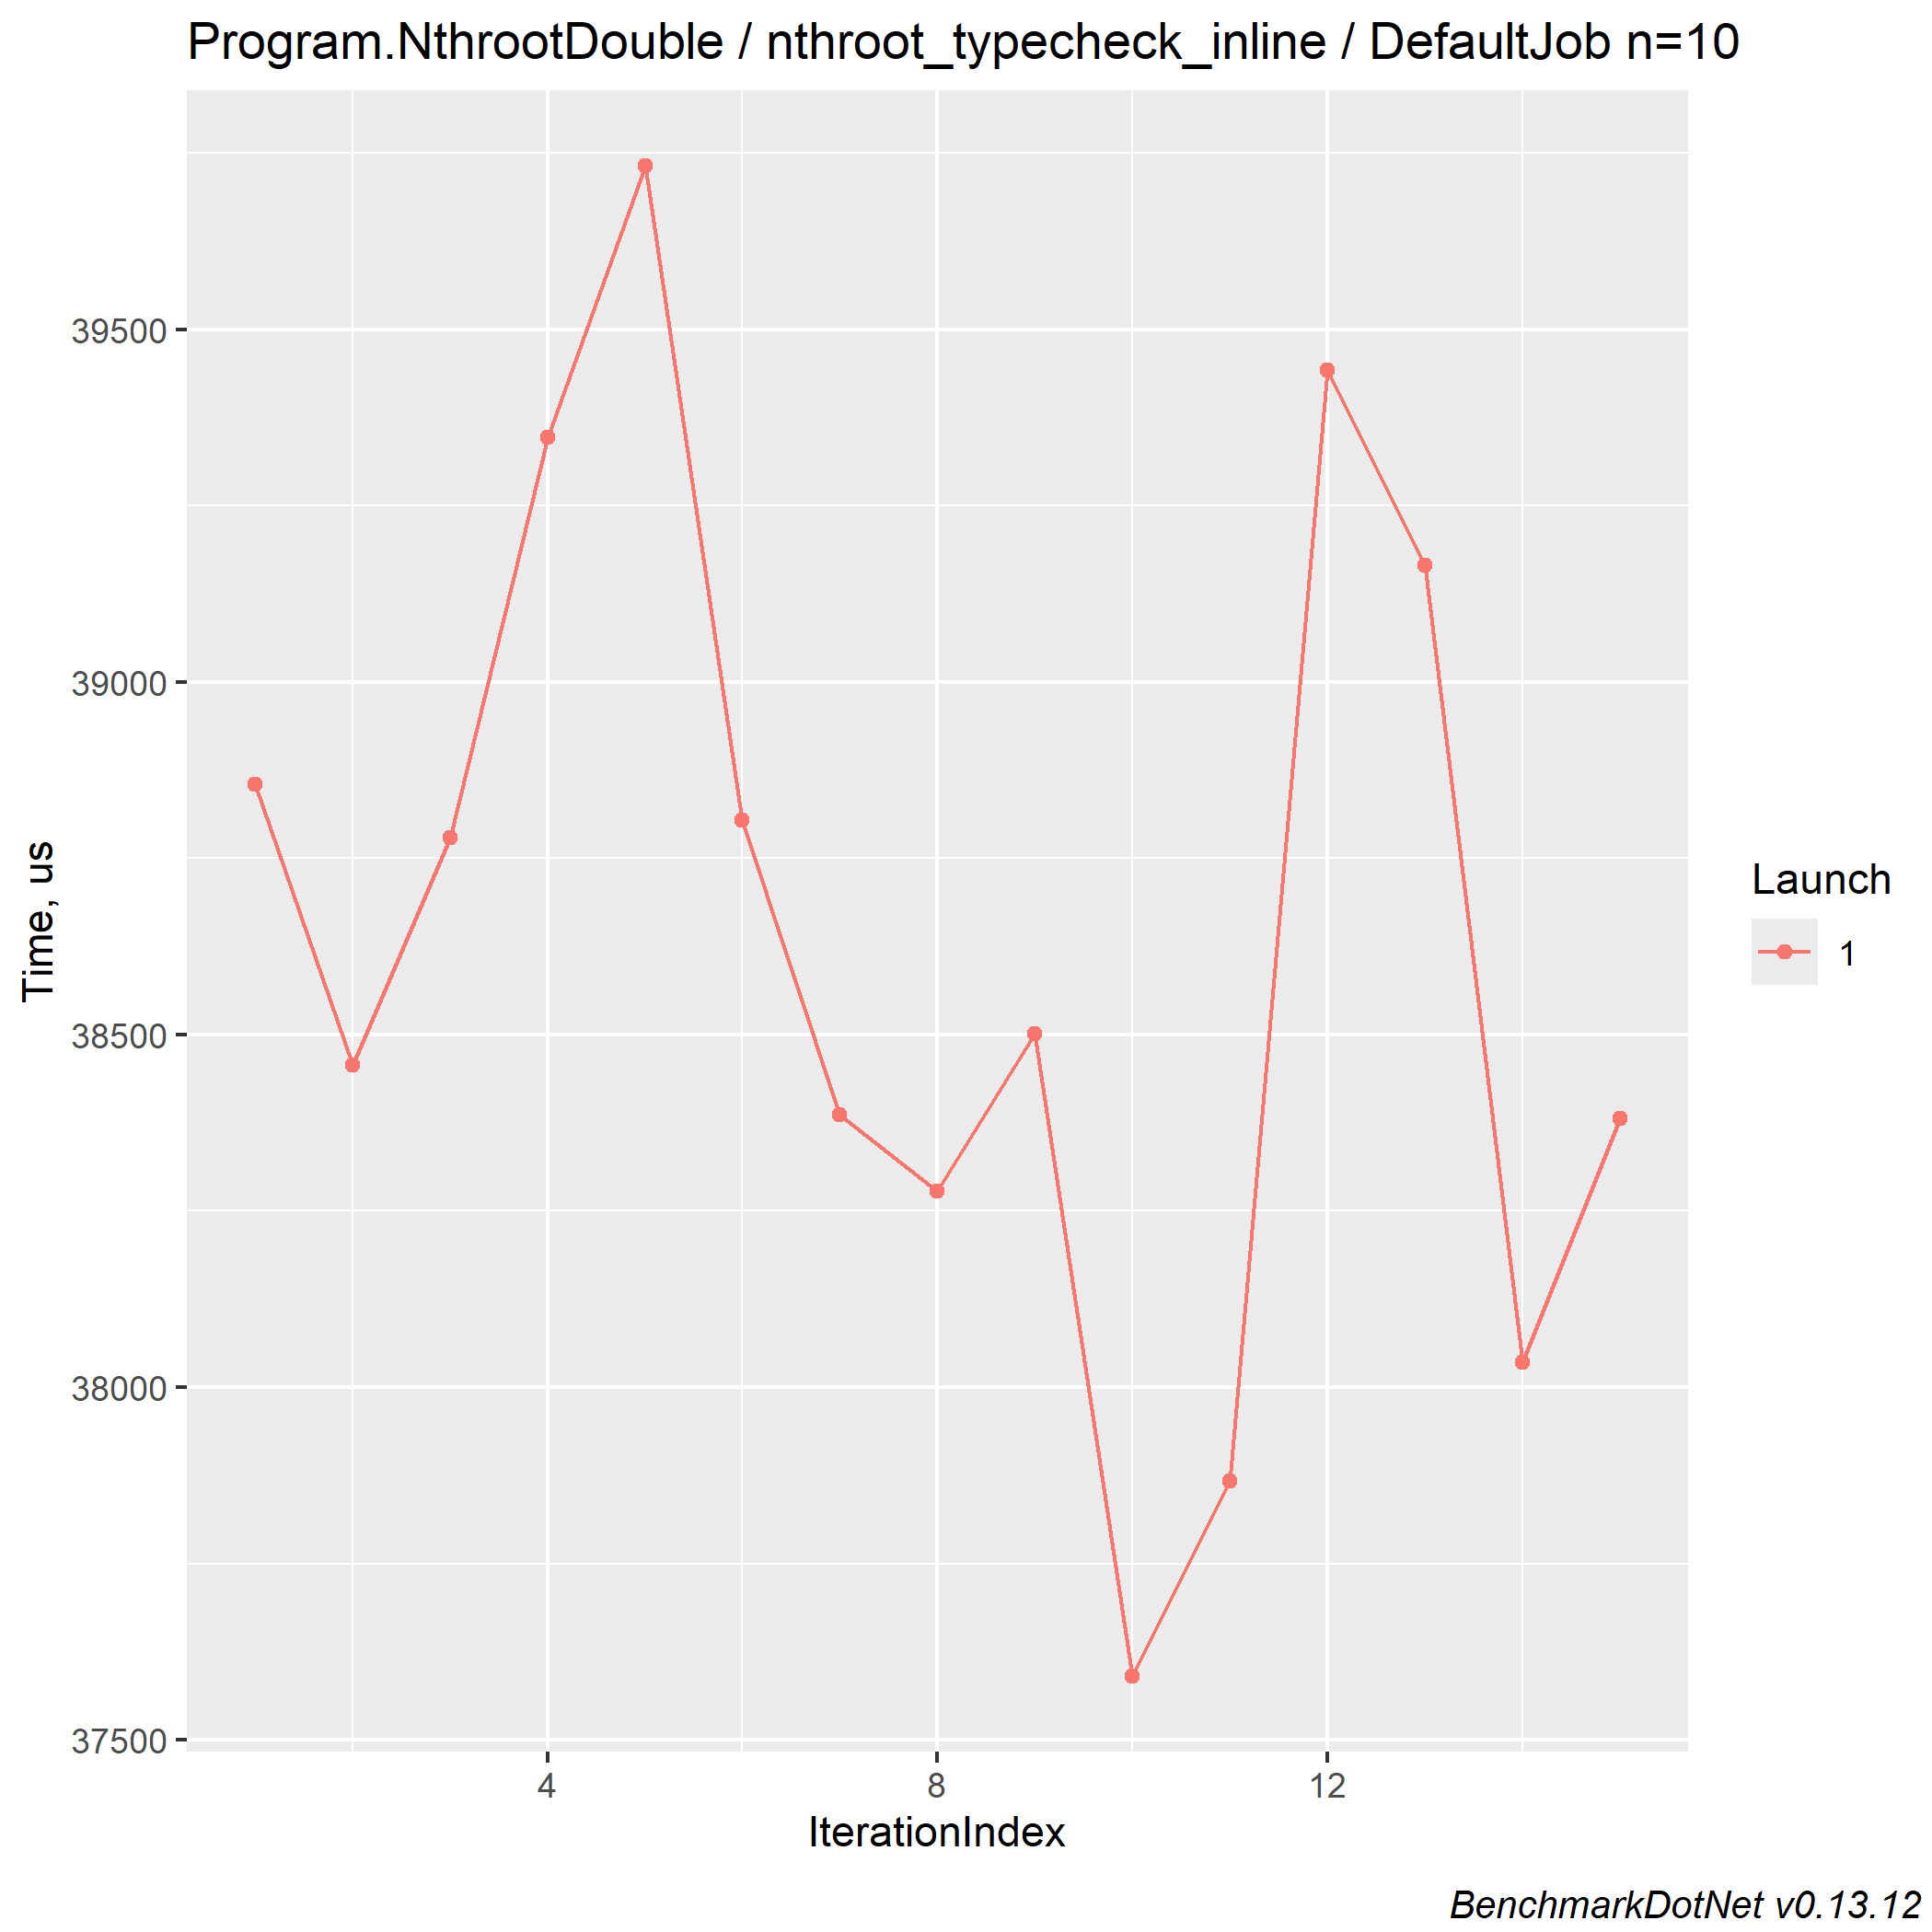 Program.NthrootDouble / nthroot_typecheck_inline / DefaultJob n=10
39500
39000
38500
38000
37500
Time, us
4 8 12
IterationIndex
Launch
1
BenchmarkDotNet v0.13.12